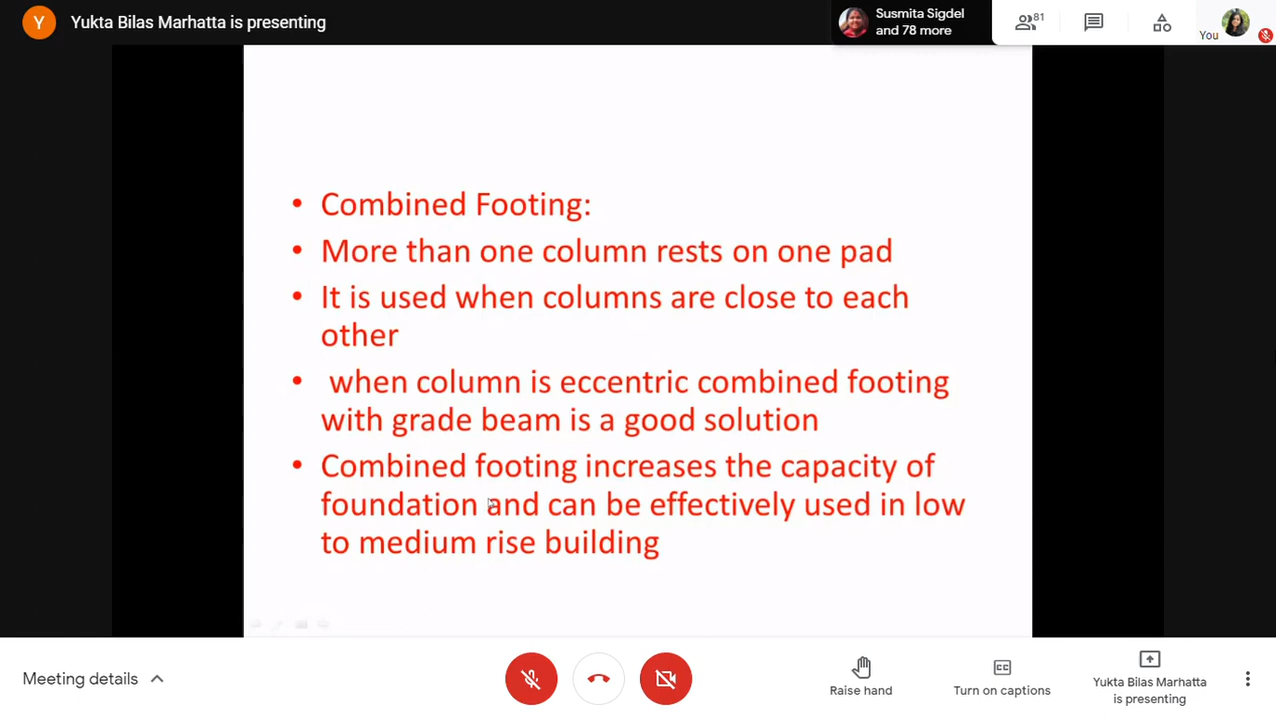 Y
Yukta Bilas Marhatta is presenting
Susmita Sigdel
and 78 more
81
You
• Combined Footing:
• More than one column rests on one pad
• It is used when columns are close to each
other
• when column is eccentric combined footing
with grade beam is a good solution
• Combined footing increases the capacity of
foundation and can be effectively used in low
to medium rise building
Meeting details
Raise hand
CC
Turn on captions
Yukta Bilas Marhatta
is presenting